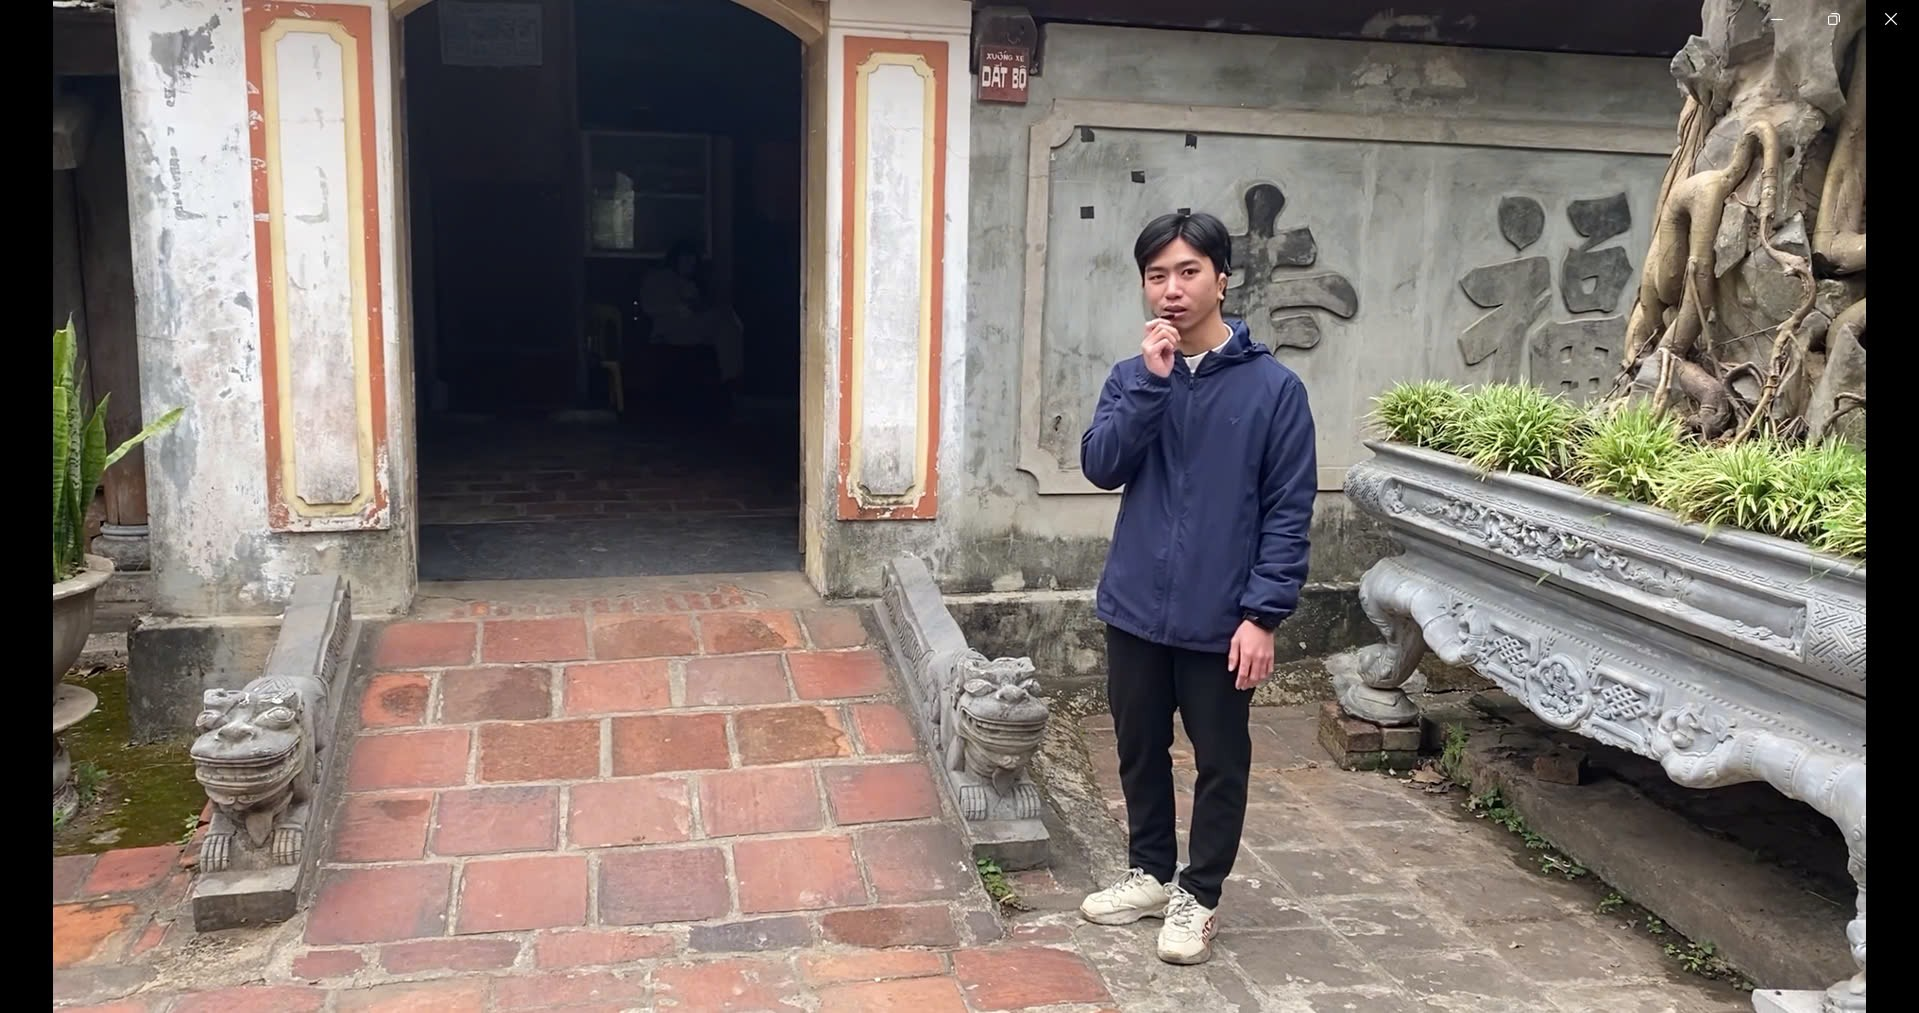 XUỐNG XE
DẮT BỘ
福